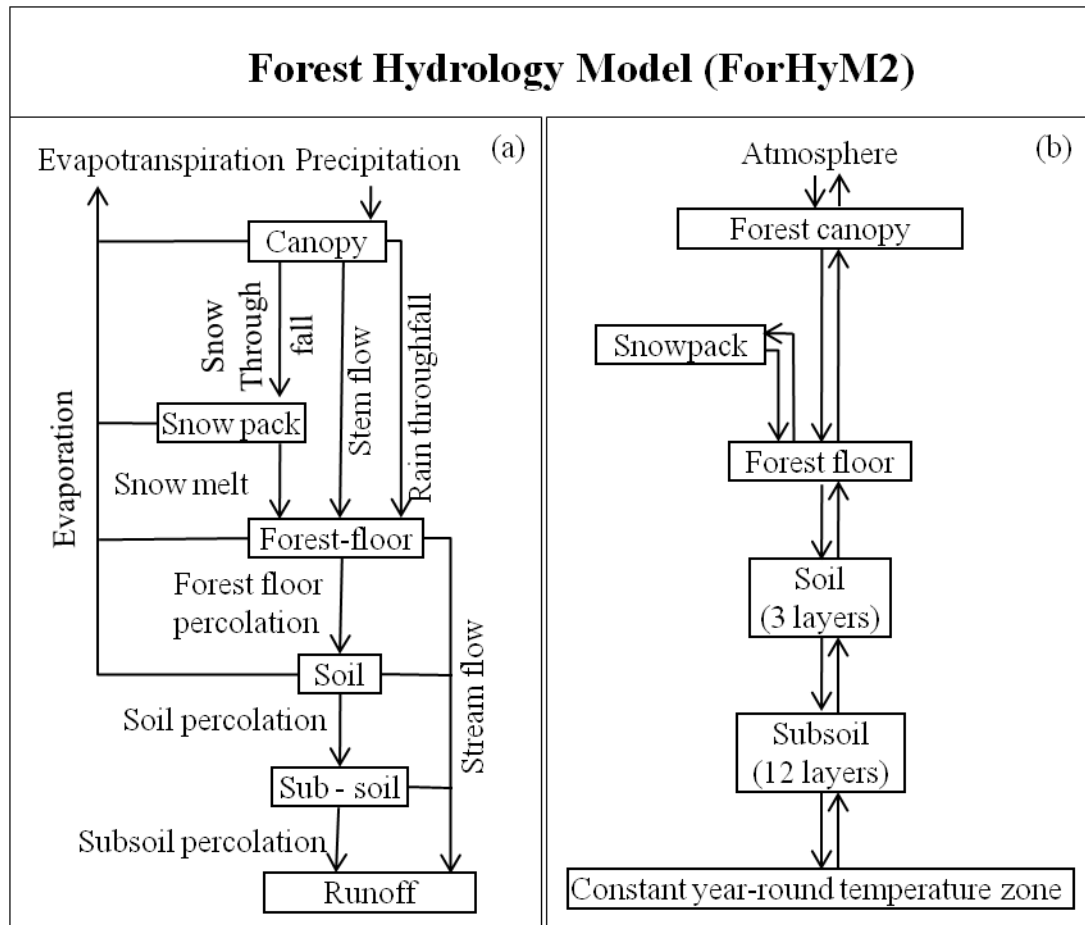 Forest Hydrology Model (ForHyM2)
(a)
Evapotranspiration Precipitation
Canopy
Snow
Through
fall
Stem flow
Rain throughfall
Snow pack
Evaporation
Snow melt
Forest-floor
Forest floor
percolation
Soil
Stream flow
Soil percolation
Sub - soil
Subsoil percolation
Runoff
(b)
Atmosphere
Forest canopy
Snowpack
Forest floor
Soil
(3 layers)
Subsoil
(12 layers)
Constant year-round temperature zone